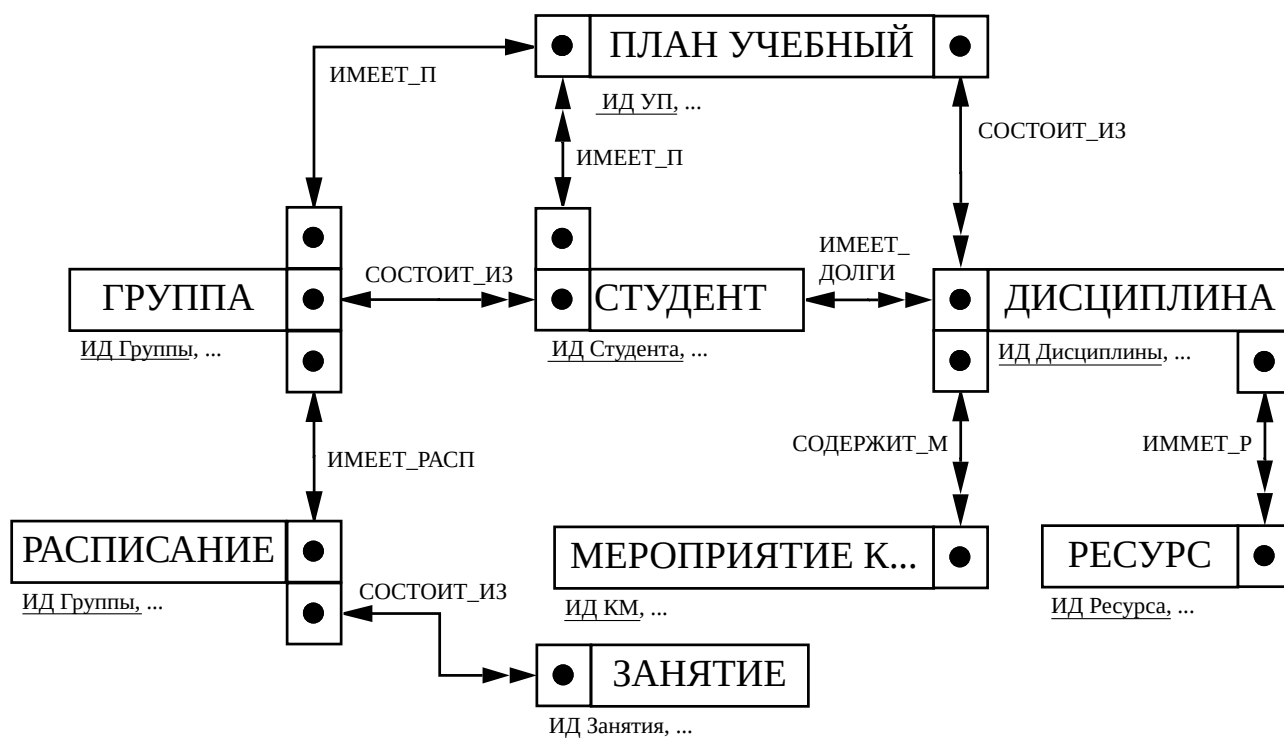 ПЛАН УЧЕБНЫЙ
ИМЕЕТ_П
ИД УП, ...
СОСТОИТ_ИЗ
ИМЕЕТ_П
ИМЕЕТ_
ДОЛГИ
СОСТОИТ_ИЗ
ГРУППА
СТУДЕНТ
ДИСЦИПЛИНА
ИД Группы, ...
ИД Студента, ...
ИД Дисциплины, ...
СОДЕРЖИТ_М
ИММЕТ_Р
ИМЕЕТ_РАСП
РАСПИСАНИЕ
МЕРОПРИЯТИЕ К...
РЕСУРС
ИД Группы, ...
СОСТОИТ_ИЗ
ИД КМ, ...
ИД Ресурса, ...
ЗАНЯТИЕ
ИД Занятия, ...